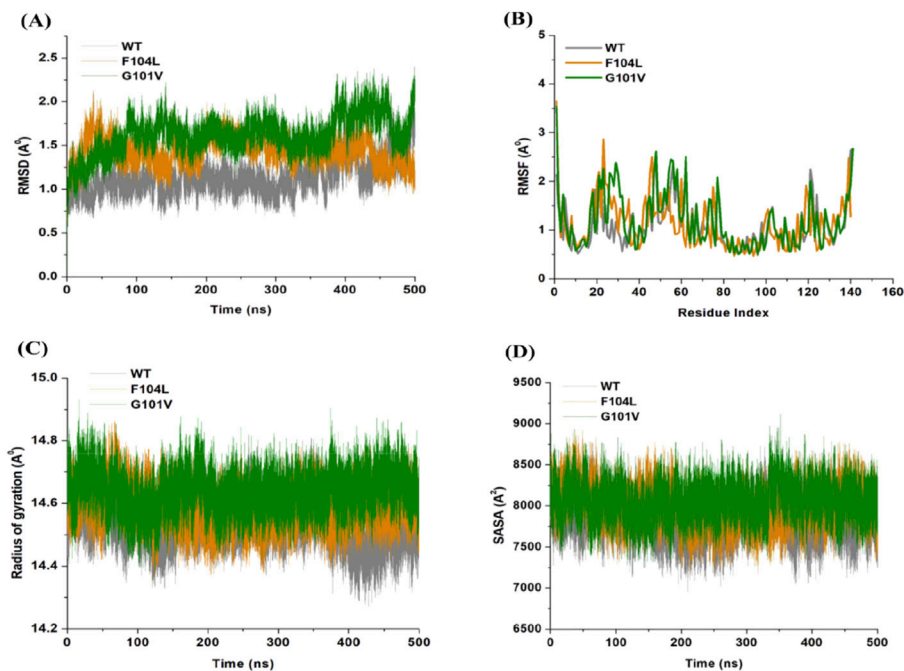 (A)
WT
F104L
G101V
2.5
2.0
1.5
1.0
0.5
0.0
RMSD (A⁰)
0 100 200 300 400 500
Time (ns)
(B)
WT
F104L
G101V
5
4
3
2
1
0
RMSF (A⁰)
0 20 40 60 80 100 120 140 160
Residue Index
(C)
WT
F104L
G101V
15.0
14.8
14.6
14.4
14.2
Radius of gyration (A⁰)
0 100 200 300 400 500
Time (ns)
(D)
WT
F104L
G101V
9500
9000
8500
8000
7500
7000
6500
SASA (A²)
0 100 200 300 400 500
Time (ns)